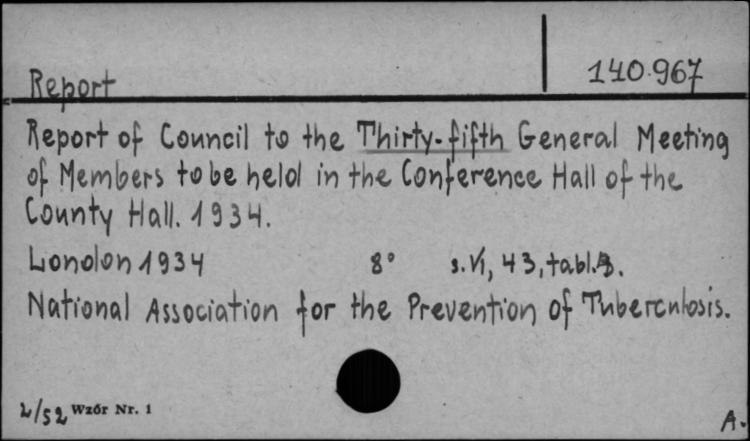 Report
140.967
Report of Council to the Thirty-fifth General Meeting
of Members to be held in the Conference Hall of the
County Hall. 1934.
London 1934 8° s. VI, 43, tabl. 3.
National Association for the Prevention of Tuberculosis.
2/52 Wzór Nr. 1
A.